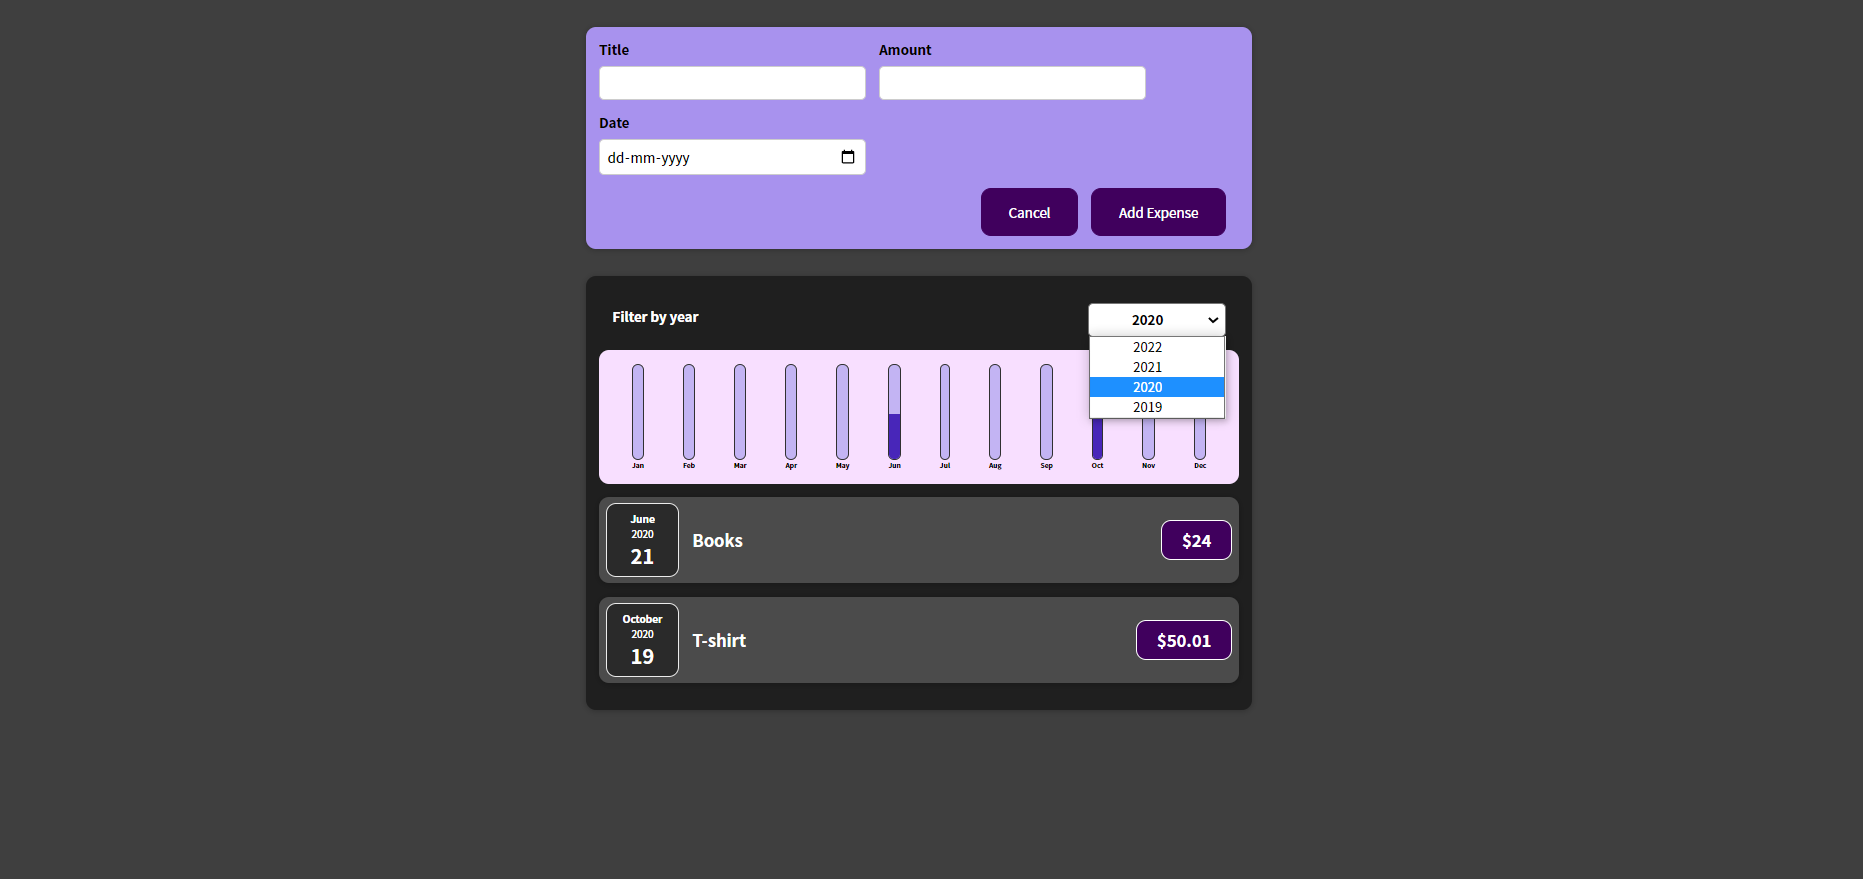 Title Amount
Date
dd-mm-yyyy
Cancel Add Expense
Filter by year 2020
2022
2021
2020
2019
Jan Feb Mar Apr May Jun Jul Aug Sep Oct Nov Dec
June
2020
21
Books
$24
October
2020
19
T-shirt
$50.01